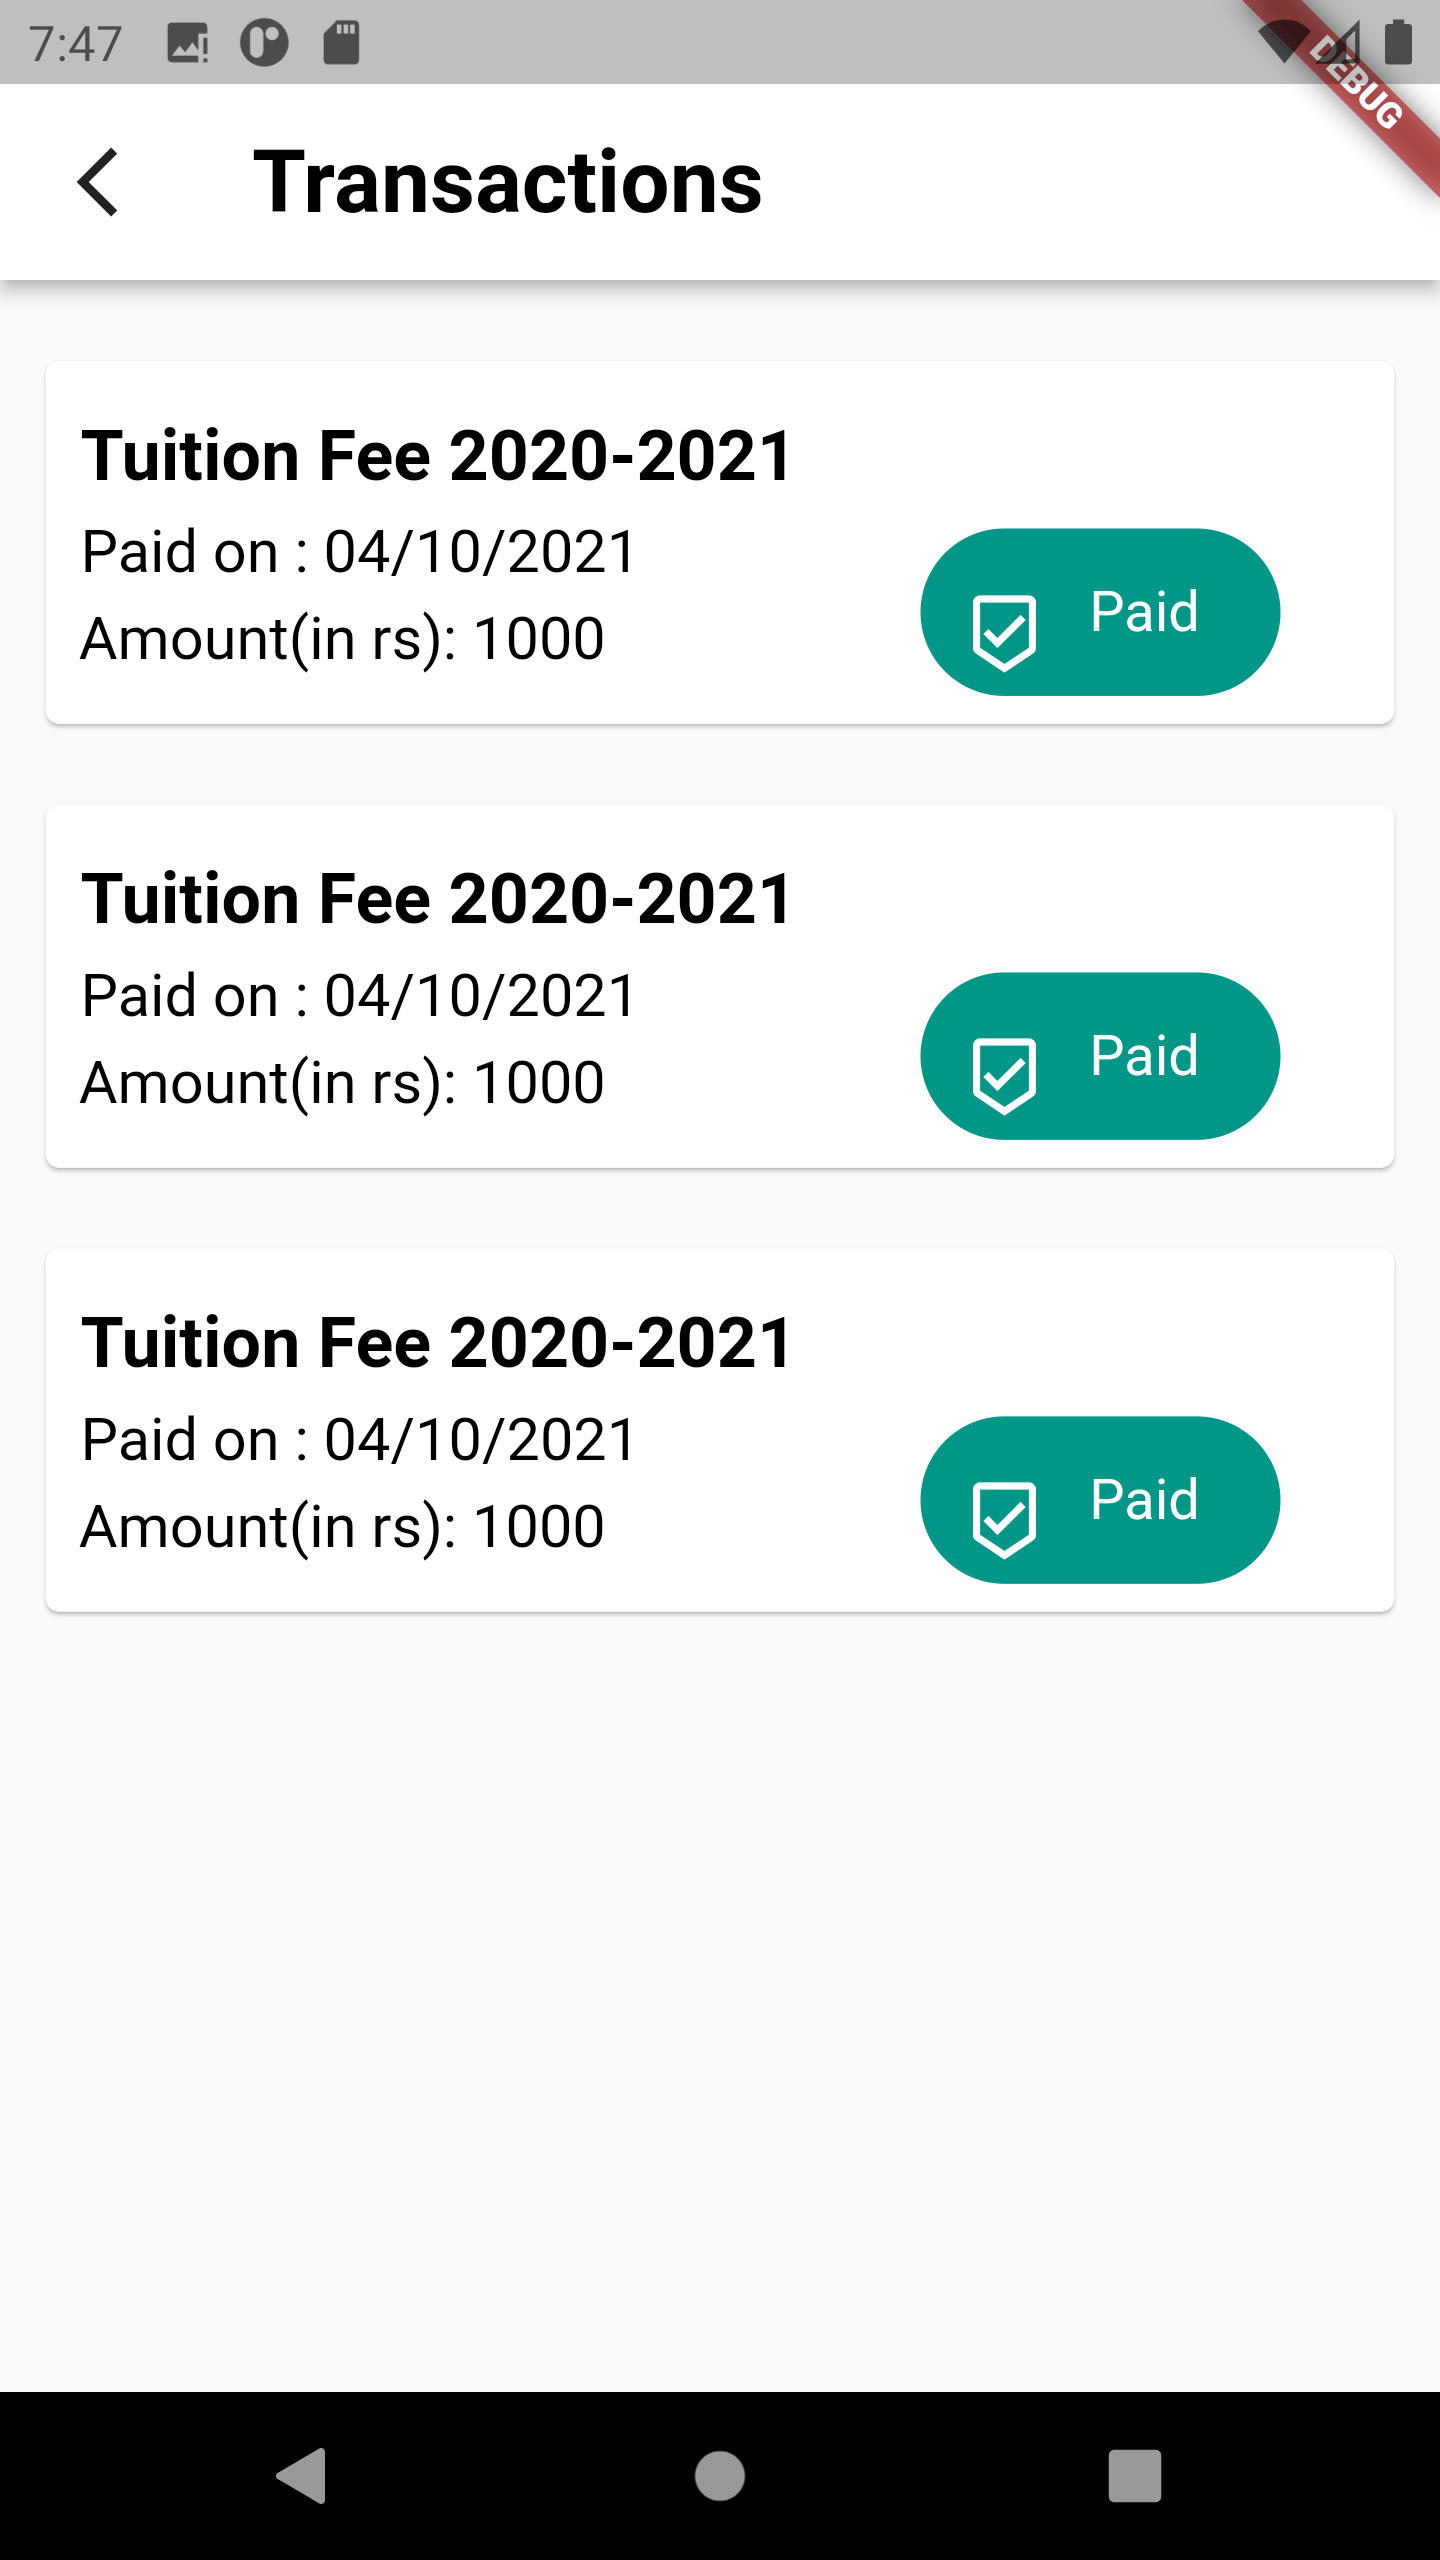 7:47
DEBUG
Transactions
Tuition Fee 2020-2021
Paid on : 04/10/2021
Amount(in rs): 1000
Paid
Tuition Fee 2020-2021
Paid on : 04/10/2021
Amount(in rs): 1000
Paid
Tuition Fee 2020-2021
Paid on : 04/10/2021
Amount(in rs): 1000
Paid